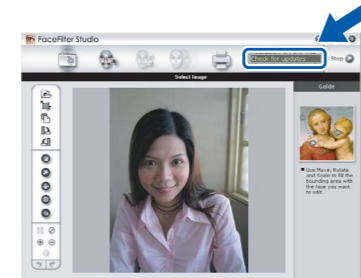 FaceFilter Studio
Check for updates
Stop
Select Image
Guide
Use Move, Rotate
and Scale to fill the
bounding area with
the face you want
to edit.